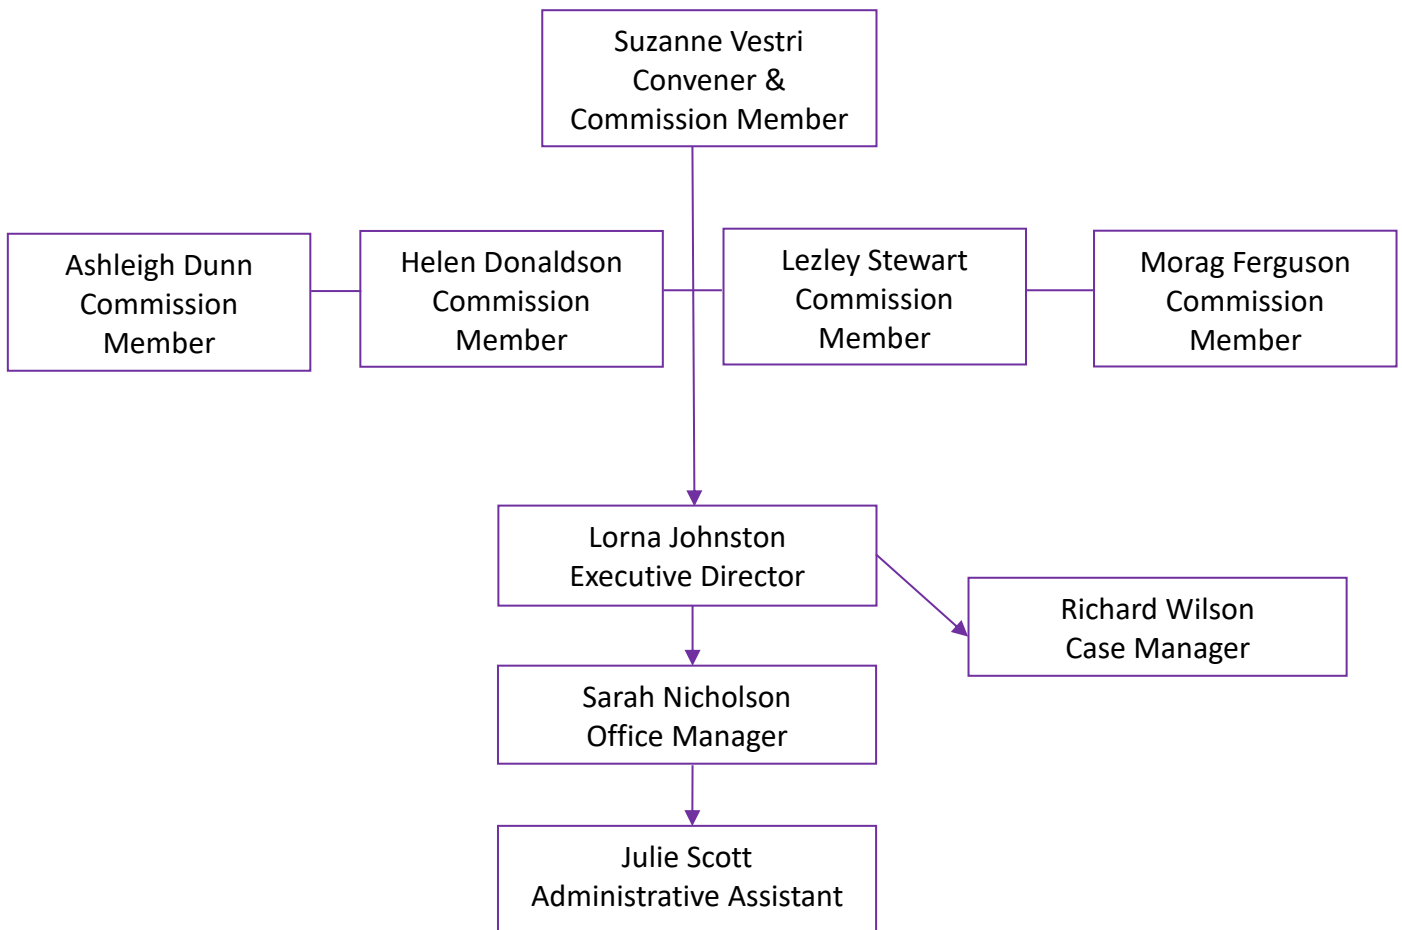 Suzanne Vestri
Convener &
Commission Member
Ashleigh Dunn
Commission
Member
Helen Donaldson
Commission
Member
Lezley Stewart
Commission
Member
Morag Ferguson
Commission
Member
Lorna Johnston
Executive Director
Richard Wilson
Case Manager
Sarah Nicholson
Office Manager
Julie Scott
Administrative Assistant